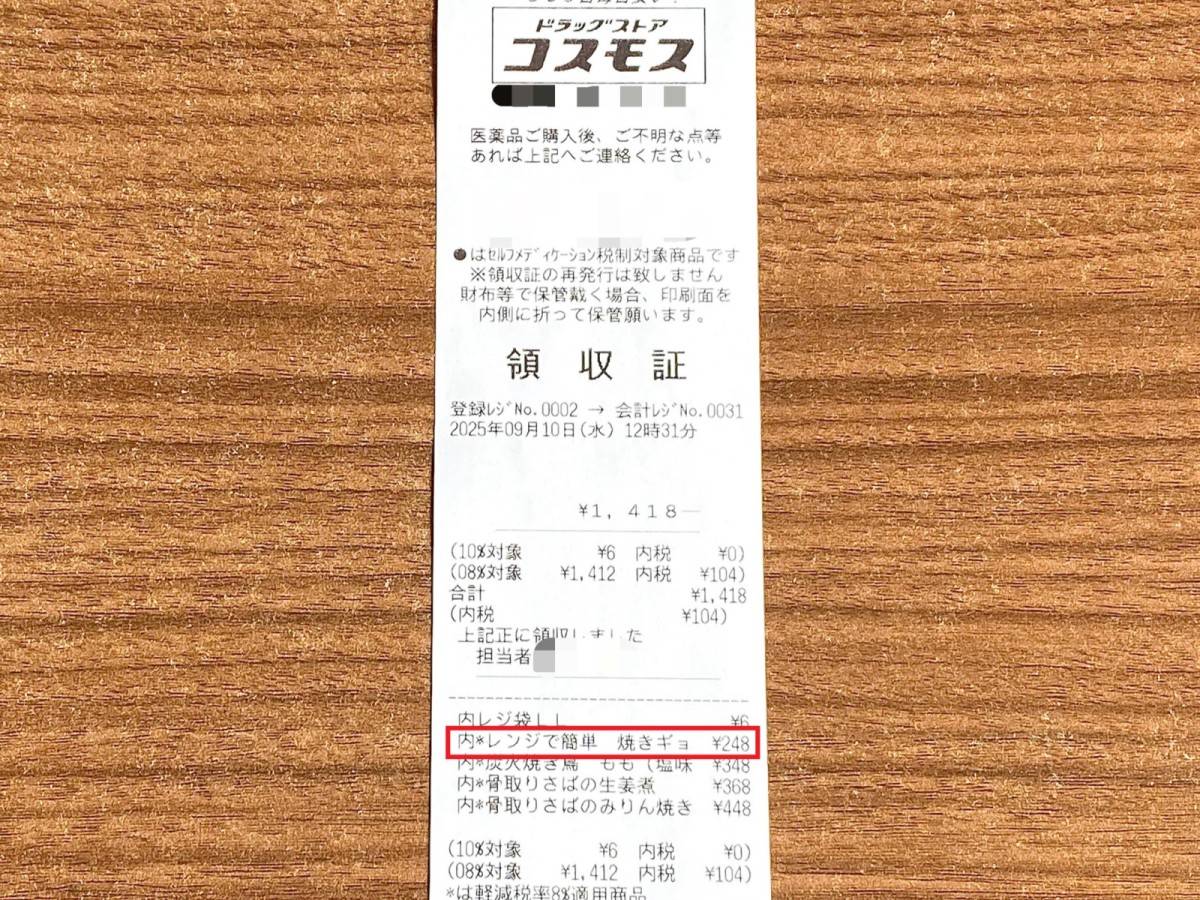 ドラッグストア
コスモス
医薬品ご購入後、ご不明な点等
あれば上記へご連絡ください。
●はｾﾙﾌﾒﾃﾞｨｹｰｼｮﾝ税制対象商品です
※領収証の再発行は致しません
財布等で保管戴く場合、印刷面を
内側に折って保管願います。
領 収 証
登録ﾚｼﾞNo.0002 → 会計ﾚｼﾞNo.0031
2025年09月10日(水) 12時31分
¥1,418─
(10%対象 ¥6 内税 ¥0)
(08%対象 ¥1,412 内税 ¥104)
合計 ¥1,418
(内税 ¥104)
上記正に領収しました
担当者
内レジ袋LL ¥6
内*レンジで簡単 焼きギョ ¥248
内*炭火焼き鳥 もも(塩味 ¥348
内*骨取りさばの生姜煮 ¥368
内*骨取りさばのみりん焼き ¥448
(10%対象 ¥6 内税 ¥0)
(08%対象 ¥1,412 内税 ¥104)
*は軽減税率8%適用商品